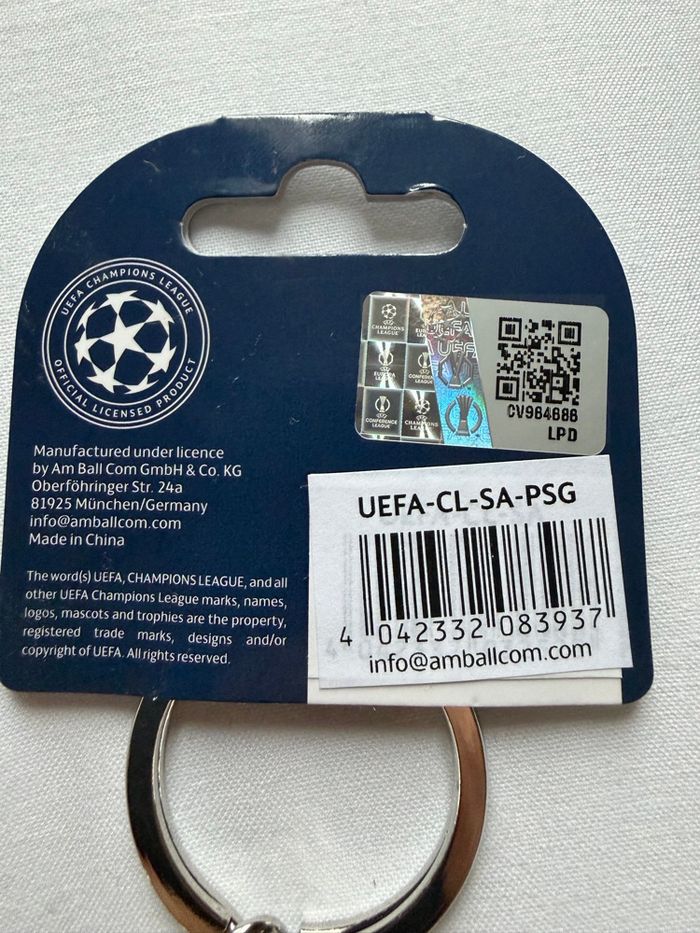 UEFA CHAMPIONS LEAGUE
OFFICIAL LICENSED PRODUCT
CHAMPIONS
LEAGUE
UEFA
UEFA
EUROPA
LEAGUE
CONFERENCE
LEAGUE
CHAMPIONS
CV984686
LPD
Manufactured under licence
by Am Ball Com GmbH & Co. KG
Oberföhringer Str. 24a
81925 München/Germany
info@amballcom.com
Made in China
The word(s) UEFA, CHAMPIONS LEAGUE, and all
other UEFA Champions League marks, names,
logos, mascots and trophies are the property,
registered trade marks, designs and/or
copyright of UEFA. All rights reserved.
UEFA-CL-SA-PSG
4 042332 083937
info@amballcom.com